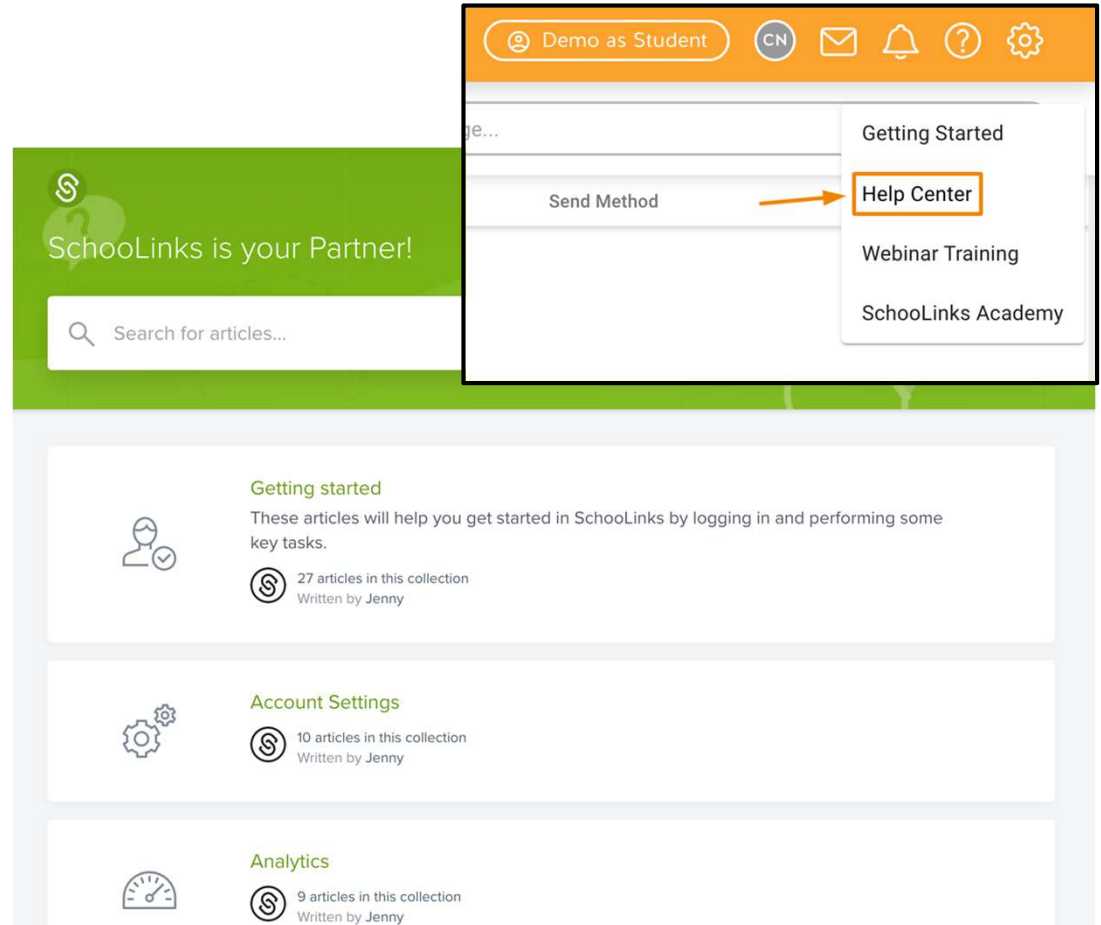 Demo as Student
CN
ge...
Getting Started
Send Method
Help Center
Webinar Training
SchooLinks Academy
SchooLinks is your Partner!
Search for articles...
Getting started
These articles will help you get started in SchooLinks by logging in and performing some
key tasks.
27 articles in this collection
Written by Jenny
Account Settings
10 articles in this collection
Written by Jenny
Analytics
9 articles in this collection
Written by Jenny